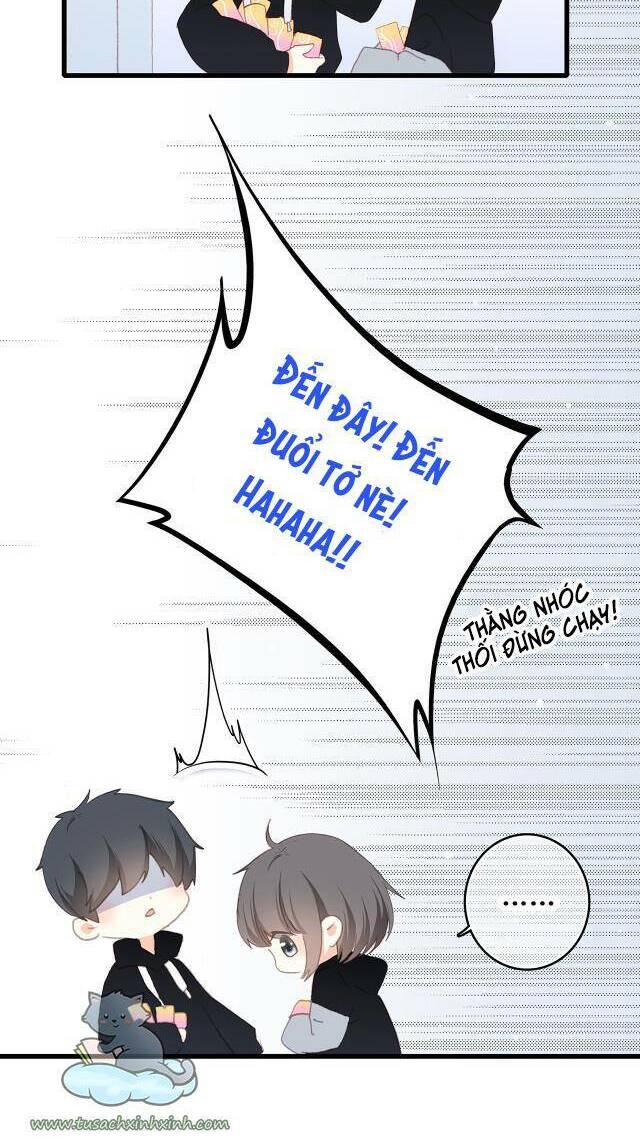 ĐẾN ĐÂY! ĐẾN
ĐUỔI TỚ NÈ!
HAHAHA!!
THẰNG NHÓC
THỐI ĐỪNG CHẠY!
......
www.tusachxinhxinh.com